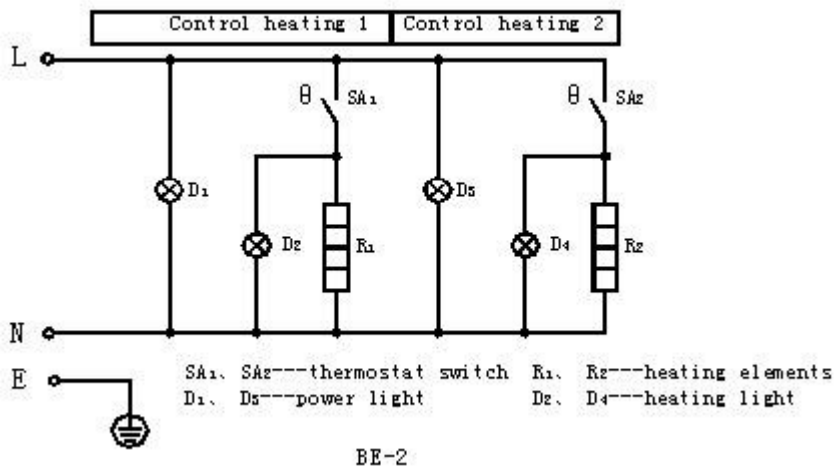 Control heating 1 Control heating 2
L
θ SA₁ θ SA₂
D₁ D₃
D₂ R₁ D₄ R₂
N
E
SA₁、 SA₂---thermostat switch R₁、 R₂---heating elements
D₁、 D₃---power light D₂、 D₄---heating light
BE-2